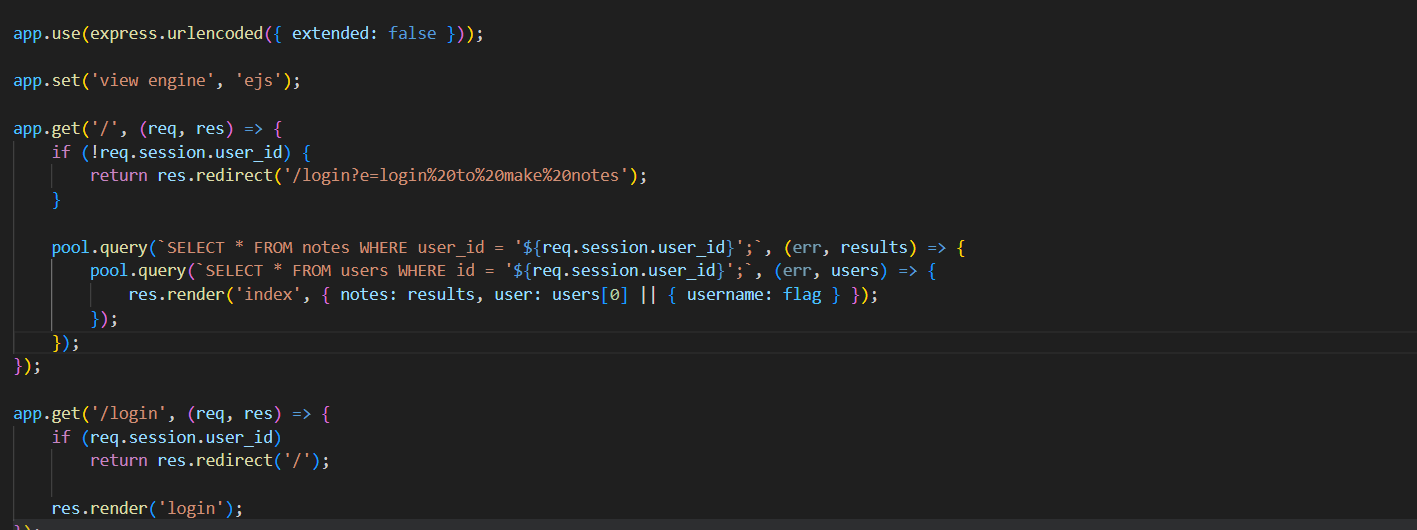 app.use(express.urlencoded({ extended: false }));
app.set('view engine', 'ejs');
app.get('/', (req, res) => {
if (!req.session.user_id) {
return res.redirect('/login?e=login%20to%20make%20notes');
}
pool.query(`SELECT * FROM notes WHERE user_id = '${req.session.user_id}';`, (err, results) => {
pool.query(`SELECT * FROM users WHERE id = '${req.session.user_id}';`, (err, users) => {
res.render('index', { notes: results, user: users[0] || { username: flag } });
});
});
});
app.get('/login', (req, res) => {
if (req.session.user_id)
return res.redirect('/');
res.render('login');
});